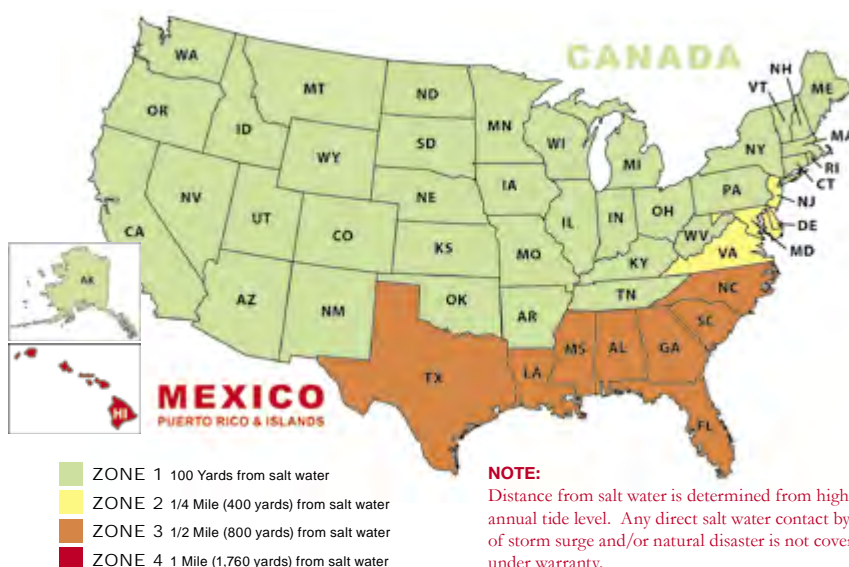 CANADA
WA
OR
CA
NV
ID
MT
WY
UT
AZ
CO
NM
ND
SD
NE
KS
OK
TX
MN
IA
MO
AR
LA
WI
IL
MI
IN
OH
KY
TN
MS
AL
GA
FL
SC
NC
VA
WV
PA
NY
VT
NH
ME
MA
RI
CT
NJ
DE
MD
AK
HI
MEXICO
PUERTO RICO & ISLANDS
ZONE 1 100 Yards from salt water
ZONE 2 1/4 Mile (400 yards) from salt water
ZONE 3 1/2 Mile (800 yards) from salt water
ZONE 4 1 Mile (1,760 yards) from salt water
NOTE:
Distance from salt water is determined from high
annual tide level. Any direct salt water contact by
of storm surge and/or natural disaster is not cover
under warranty.